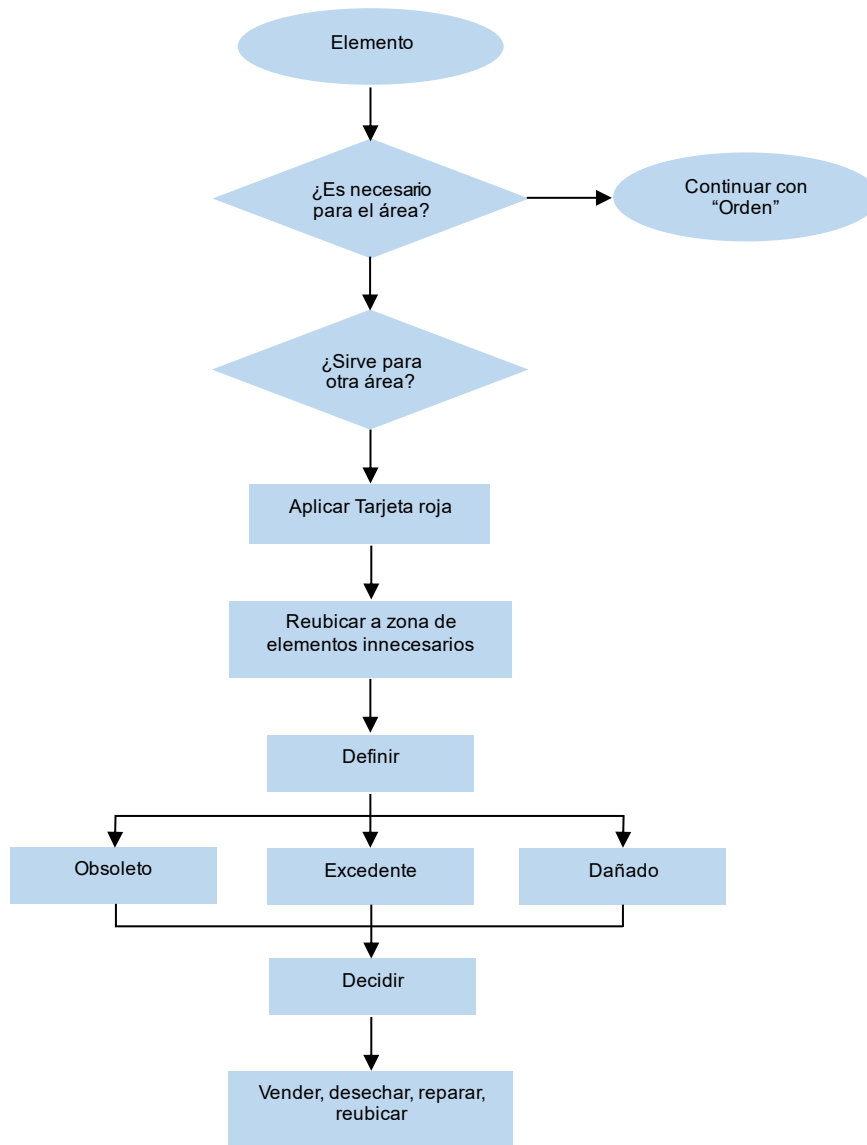 Elemento
¿Es necesario
para el área?
Continuar con
“Orden”
¿Sirve para
otra área?
Aplicar Tarjeta roja
Reubicar a zona de
elementos innecesarios
Definir
Obsoleto
Excedente
Dañado
Decidir
Vender, desechar, reparar,
reubicar